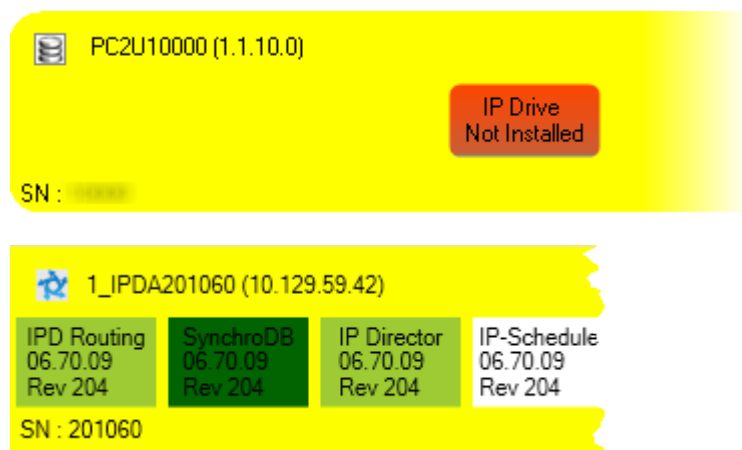 PC2U10000 (1.1.10.0)
IP Drive
Not Installed
SN :
1_IPDA201060 (10.129.59.42)
IPD Routing
06.70.09
Rev 204
SynchroDB
06.70.09
Rev 204
IP Director
06.70.09
Rev 204
IP-Schedule
06.70.09
Rev 204
SN : 201060